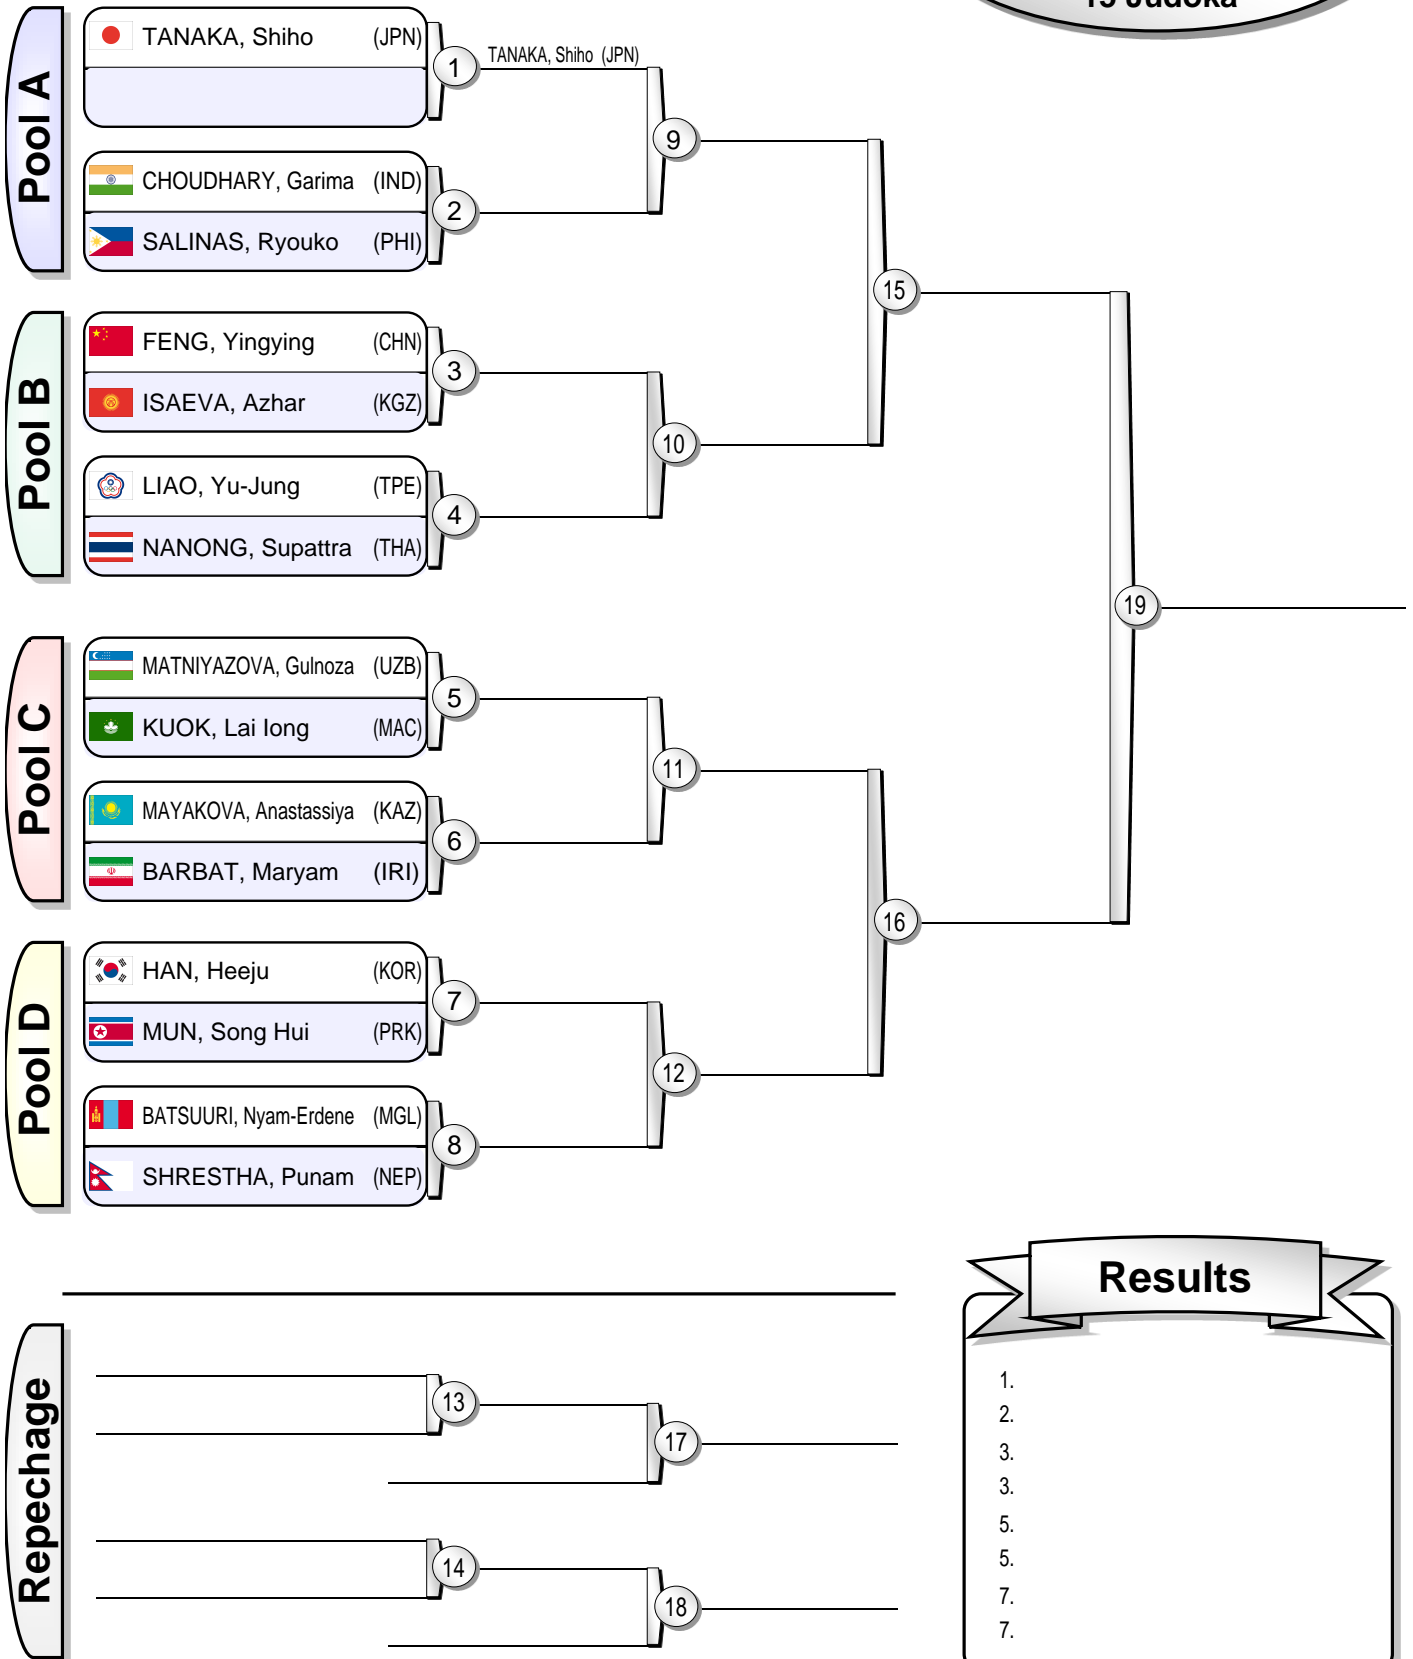 15 Judoka
Pool A
TANAKA, Shiho (JPN)
1
TANAKA, Shiho (JPN)
9
CHOUDHARY, Garima (IND)
2
SALINAS, Ryouko (PHI)
15
Pool B
FENG, Yingying (CHN)
3
ISAEVA, Azhar (KGZ)
10
LIAO, Yu-Jung (TPE)
4
NANONG, Supattra (THA)
19
Pool C
MATNIYAZOVA, Gulnoza (UZB)
5
KUOK, Lai Iong (MAC)
11
MAYAKOVA, Anastassiya (KAZ)
6
BARBAT, Maryam (IRI)
16
Pool D
HAN, Heeju (KOR)
7
MUN, Song Hui (PRK)
12
BATSUURI, Nyam-Erdene (MGL)
8
SHRESTHA, Punam (NEP)
Repechage
13
17
14
18
Results
1.
2.
3.
3.
5.
5.
7.
7.